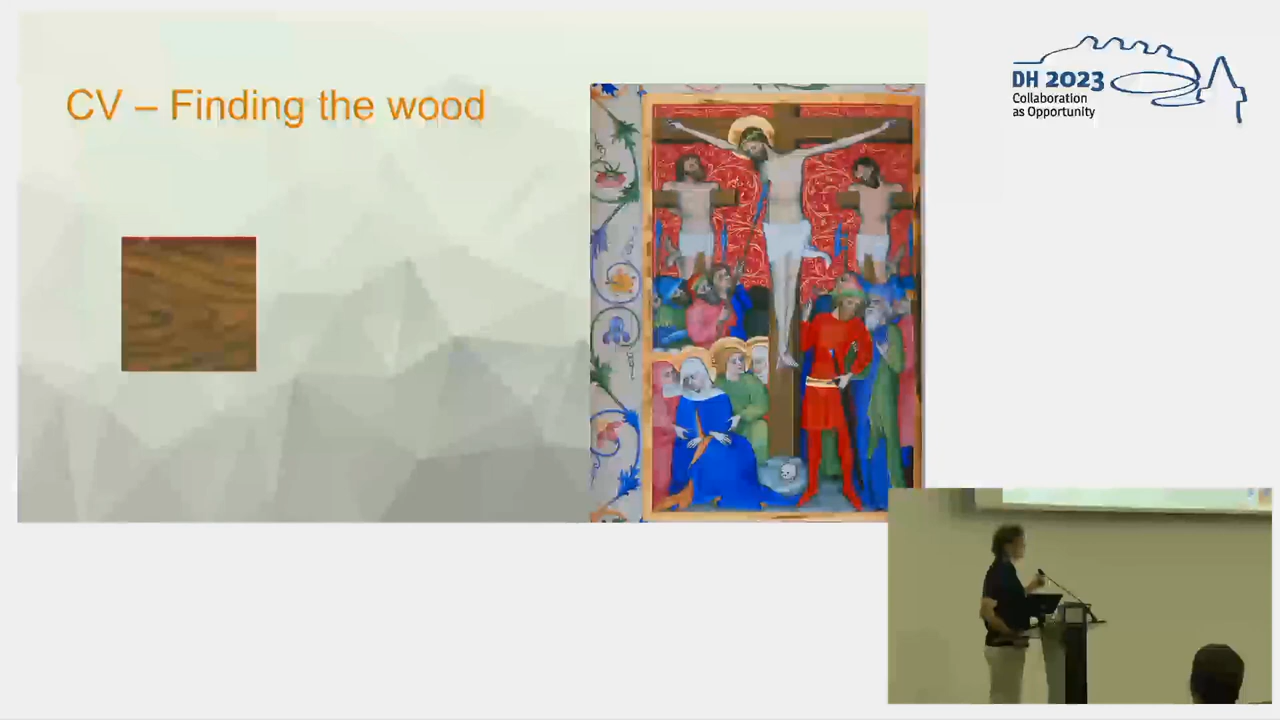 CV – Finding the wood
DH 2023
Collaboration
as Opportunity